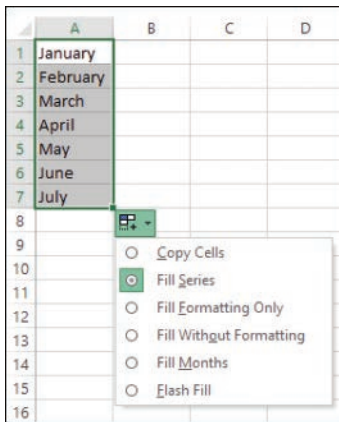 A B C D
1 January
2 February
3 March
4 April
5 May
6 June
7 July
8
9
10
11
12
13
14
15
16
Copy Cells
Fill Series
Fill Formatting Only
Fill Without Formatting
Fill Months
Flash Fill